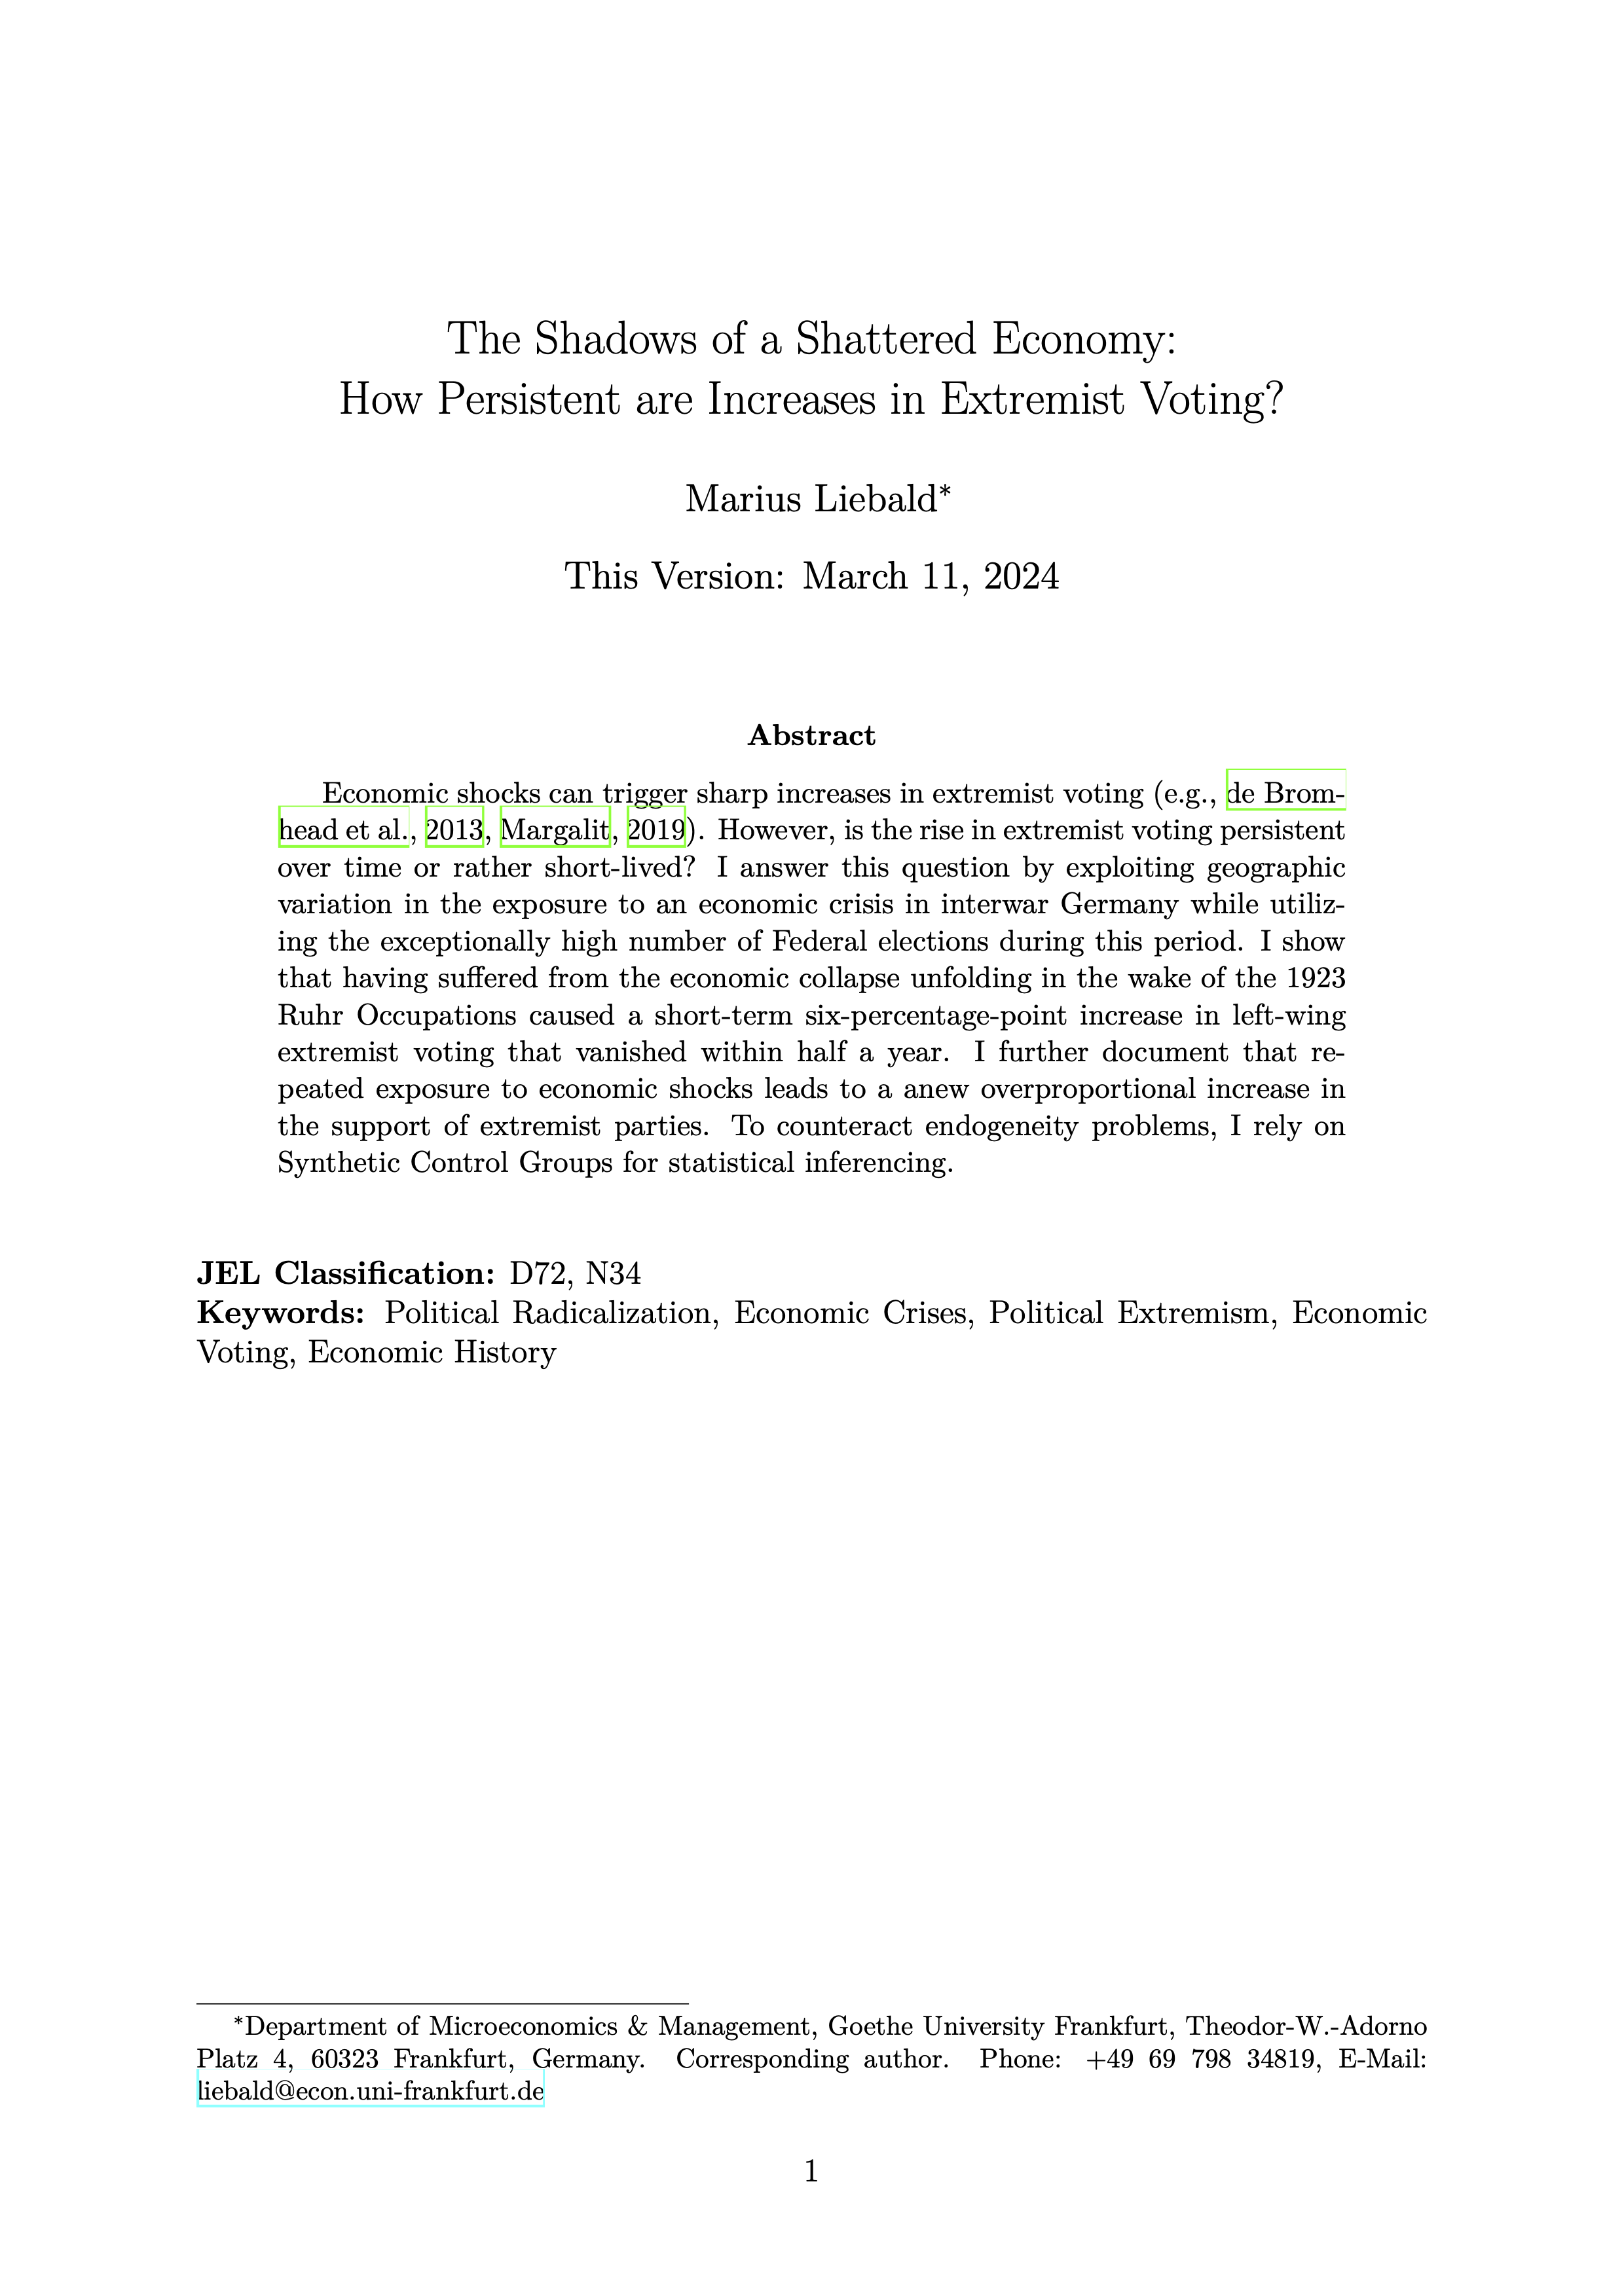 The Shadows of a Shattered Economy:
How Persistent are Increases in Extremist Voting?
Marius Liebald*
This Version: March 11, 2024
Abstract
Economic shocks can trigger sharp increases in extremist voting (e.g., de Brom-
head et al., 2013, Margalit, 2019). However, is the rise in extremist voting persistent
over time or rather short-lived? I answer this question by exploiting geographic
variation in the exposure to an economic crisis in interwar Germany while utiliz-
ing the exceptionally high number of Federal elections during this period. I show
that having suffered from the economic collapse unfolding in the wake of the 1923
Ruhr Occupations caused a short-term six-percentage-point increase in left-wing
extremist voting that vanished within half a year. I further document that re-
peated exposure to economic shocks leads to a anew overproportional increase in
the support of extremist parties. To counteract endogeneity problems, I rely on
Synthetic Control Groups for statistical inferencing.
JEL Classification: D72, N34
Keywords: Political Radicalization, Economic Crises, Political Extremism, Economic
Voting, Economic History
*Department of Microeconomics & Management, Goethe University Frankfurt, Theodor-W.-Adorno
Platz 4, 60323 Frankfurt, Germany. Corresponding author. Phone: +49 69 798 34819, E-Mail:
liebald@econ.uni-frankfurt.de
1